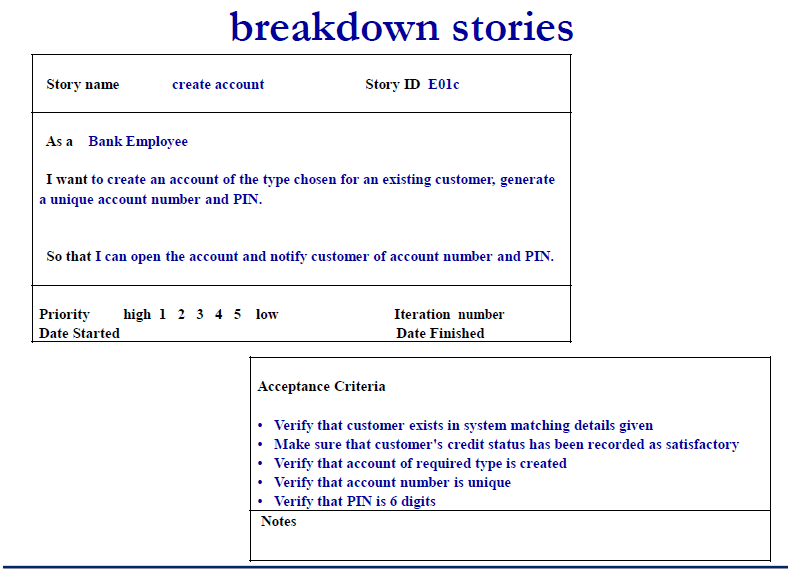 breakdown stories
Story name create account Story ID E01c
As a Bank Employee
I want to create an account of the type chosen for an existing customer, generate
a unique account number and PIN.
So that I can open the account and notify customer of account number and PIN.
Priority high 1 2 3 4 5 low Iteration number
Date Started Date Finished
Acceptance Criteria
• Verify that customer exists in system matching details given
• Make sure that customer's credit status has been recorded as satisfactory
• Verify that account of required type is created
• Verify that account number is unique
• Verify that PIN is 6 digits
Notes